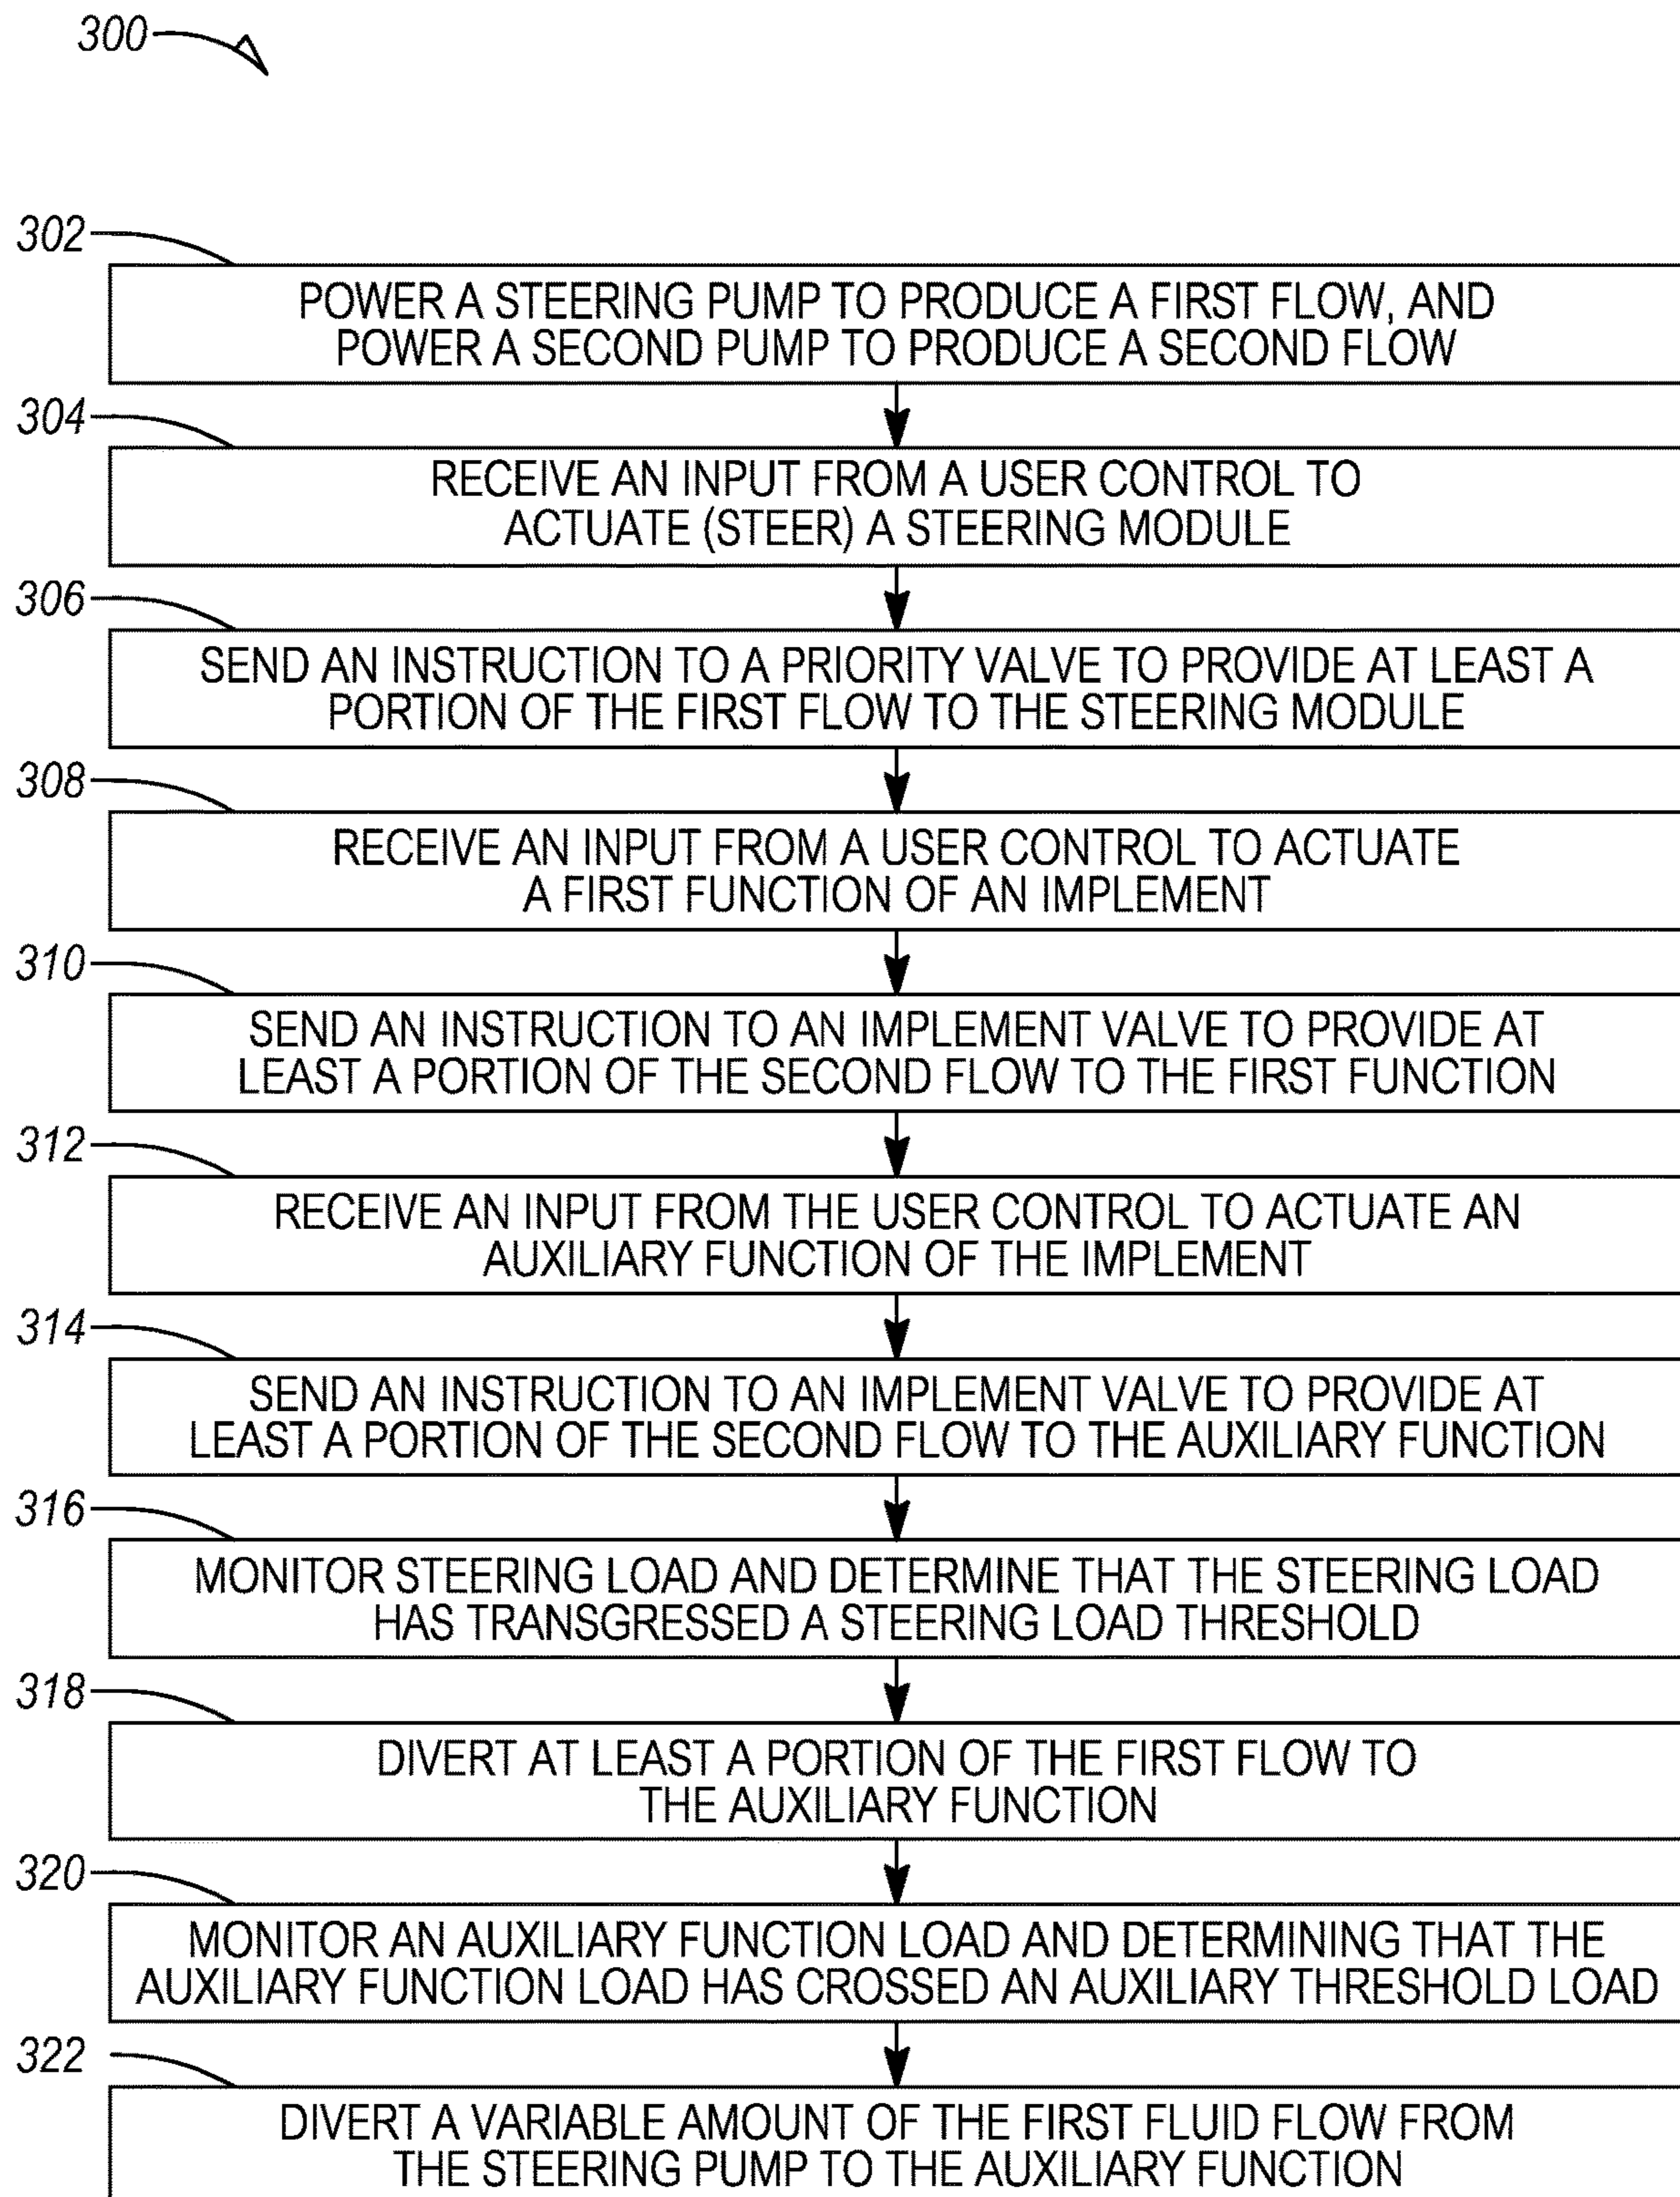 300
302
POWER A STEERING PUMP TO PRODUCE A FIRST FLOW, AND
POWER A SECOND PUMP TO PRODUCE A SECOND FLOW
304
RECEIVE AN INPUT FROM A USER CONTROL TO
ACTUATE (STEER) A STEERING MODULE
306
SEND AN INSTRUCTION TO A PRIORITY VALVE TO PROVIDE AT LEAST A
PORTION OF THE FIRST FLOW TO THE STEERING MODULE
308
RECEIVE AN INPUT FROM A USER CONTROL TO ACTUATE
A FIRST FUNCTION OF AN IMPLEMENT
310
SEND AN INSTRUCTION TO AN IMPLEMENT VALVE TO PROVIDE AT
LEAST A PORTION OF THE SECOND FLOW TO THE FIRST FUNCTION
312
RECEIVE AN INPUT FROM THE USER CONTROL TO ACTUATE AN
AUXILIARY FUNCTION OF THE IMPLEMENT
314
SEND AN INSTRUCTION TO AN IMPLEMENT VALVE TO PROVIDE AT
LEAST A PORTION OF THE SECOND FLOW TO THE AUXILIARY FUNCTION
316
MONITOR STEERING LOAD AND DETERMINE THAT THE STEERING LOAD
HAS TRANSGRESSED A STEERING LOAD THRESHOLD
318
DIVERT AT LEAST A PORTION OF THE FIRST FLOW TO
THE AUXILIARY FUNCTION
320
MONITOR AN AUXILIARY FUNCTION LOAD AND DETERMINING THAT THE
AUXILIARY FUNCTION LOAD HAS CROSSED AN AUXILIARY THRESHOLD LOAD
322
DIVERT A VARIABLE AMOUNT OF THE FIRST FLUID FLOW FROM
THE STEERING PUMP TO THE AUXILIARY FUNCTION